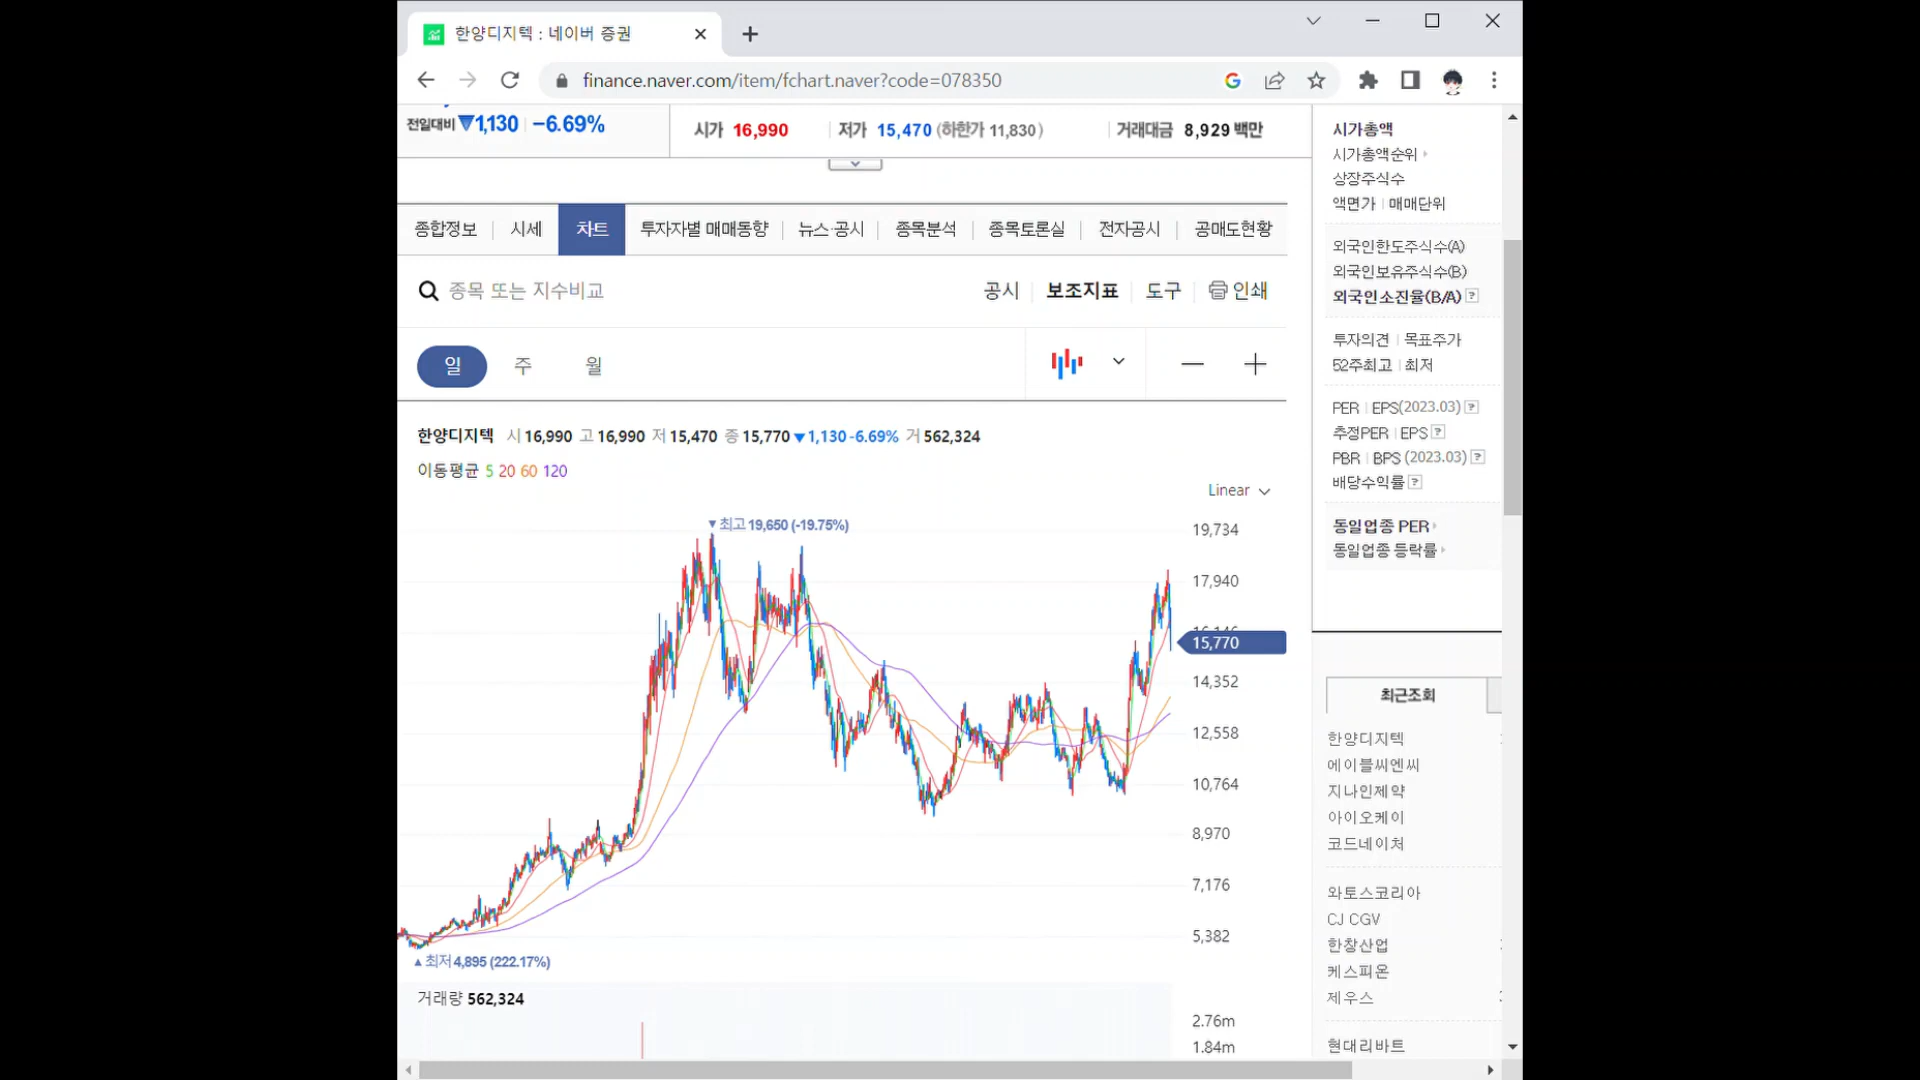 한양디지텍 : 네이버 증권
finance.naver.com/item/fchart.naver?code=078350
전일대비 ▼1,130 −6.69%
시가 16,990 저가 15,470 (하한가 11,830) 거래대금 8,929 백만
종합정보 시세 차트 투자자별 매매동향 뉴스·공시 종목분석 종목토론실 전자공시 공매도현황
종목 또는 지수비교
공시 보조지표 도구 인쇄
일 주 월
한양디지텍 시 16,990 고 16,990 저 15,470 종 15,770 ▼1,130 -6.69% 거 562,324
이동평균 5 20 60 120
Linear
▼최고 19,650 (-19.75%)
19,734
17,940
15,770
14,352
12,558
10,764
8,970
7,176
5,382
▲최저 4,895 (222.17%)
거래량 562,324
2.76m
1.84m
시가총액
시가총액순위
상장주식수
액면가 매매단위
외국인한도주식수(A)
외국인보유주식수(B)
외국인소진율(B/A) ?
투자의견 목표주가
52주최고 최저
PER EPS(2023.03) ?
추정PER EPS ?
PBR BPS (2023.03) ?
배당수익률 ?
동일업종 PER
동일업종 등락률
최근조회
한양디지텍
에이블씨엔씨
지나인제약
아이오케이
코드네이처
와토스코리아
CJ CGV
한창산업
케스피온
제우스
현대리바트